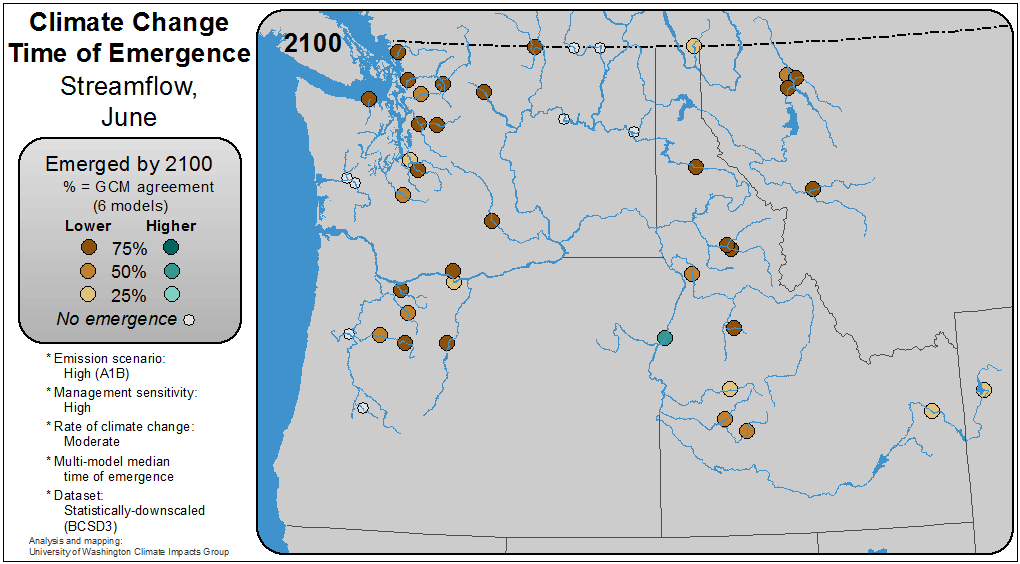 Climate Change
Time of Emergence
Streamflow,
June
2100
Emerged by 2100
% = GCM agreement
(6 models)
Lower Higher
75%
50%
25%
No emergence
* Emission scenario:
High (A1B)
* Management sensitivity:
High
* Rate of climate change:
Moderate
* Multi-model median
time of emergence
* Dataset:
Statistically-downscaled
(BCSD3)
Analysis and mapping:
University of Washington Climate Impacts Group